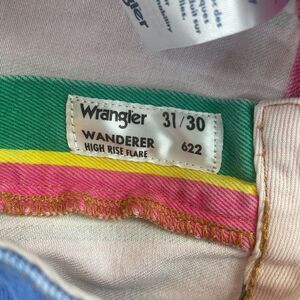 Wrangler 31/30
WANDERER 622
HIGH RISE FLARE